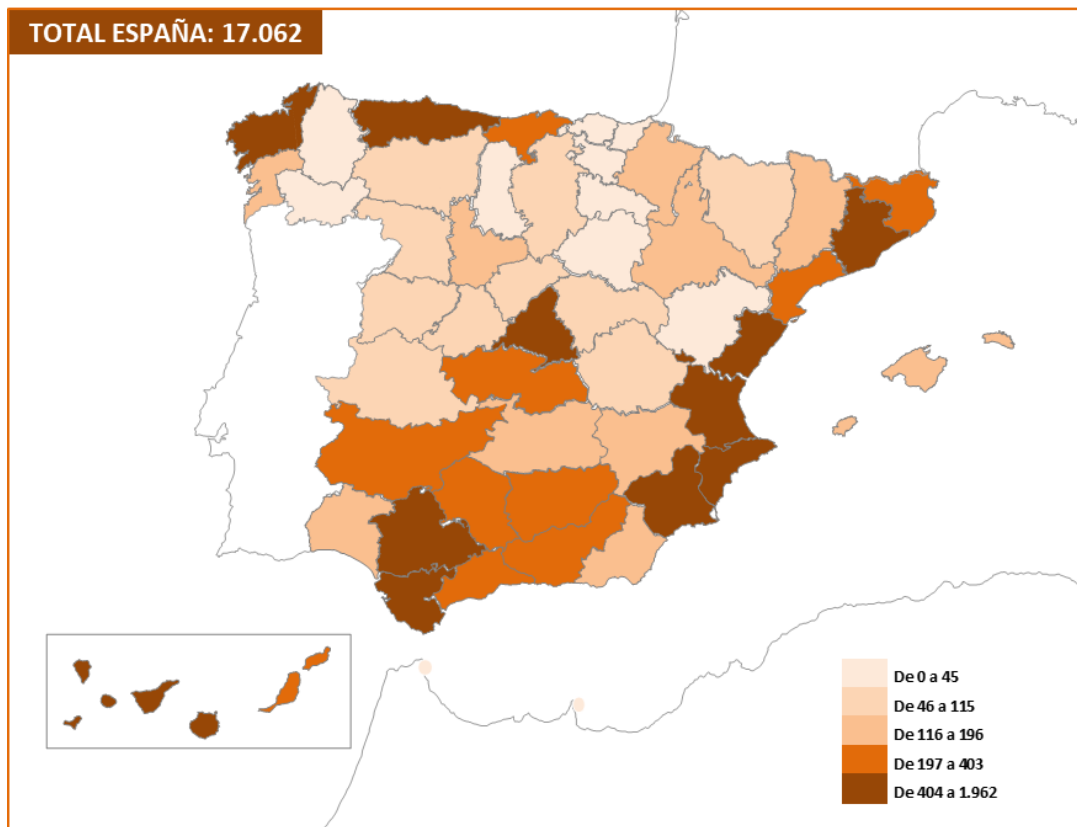 TOTAL ESPAÑA: 17.062
De 0 a 45
De 46 a 115
De 116 a 196
De 197 a 403
De 404 a 1.962